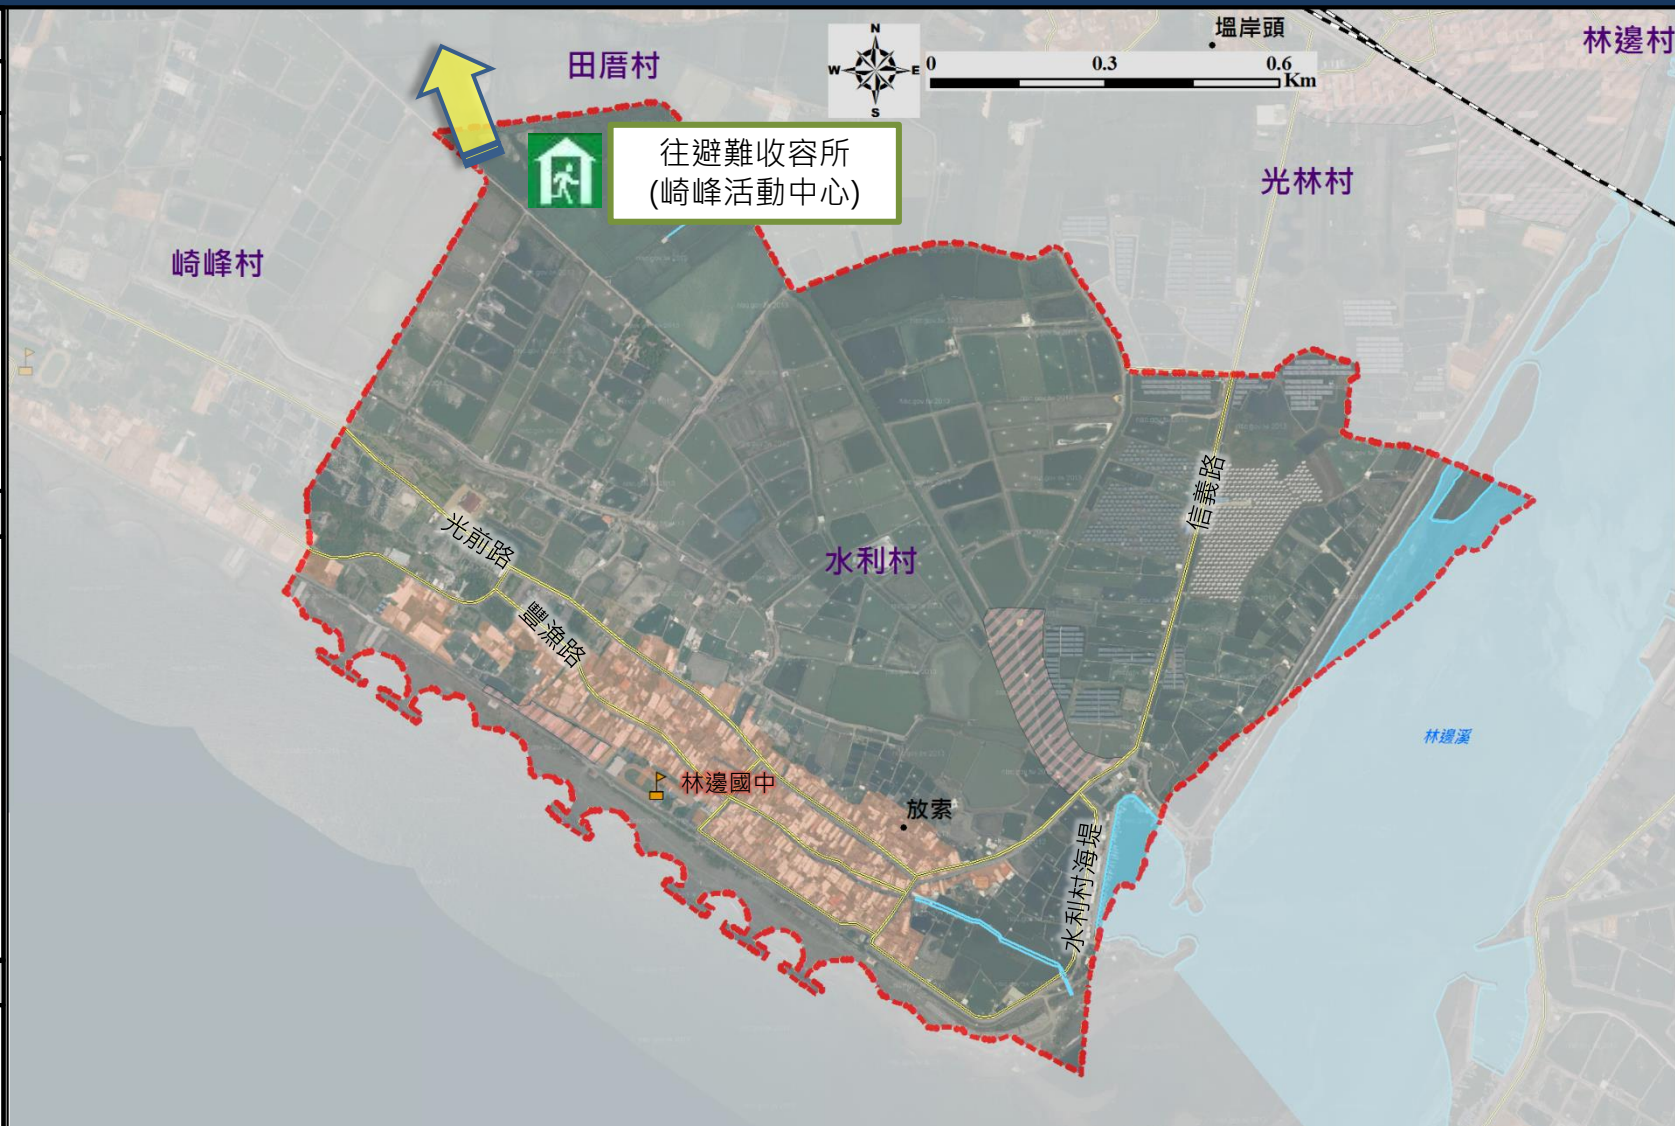 塭岸頭
林邊村
N
田厝村
W
E
0
0.3
0.6
Km
S
往避難收容所
(崎峰活動中心)
光林村
崎峰村
信義路
光前路
水利村
豐漁路
林邊溪
林邊國中
放索
水利村海堤